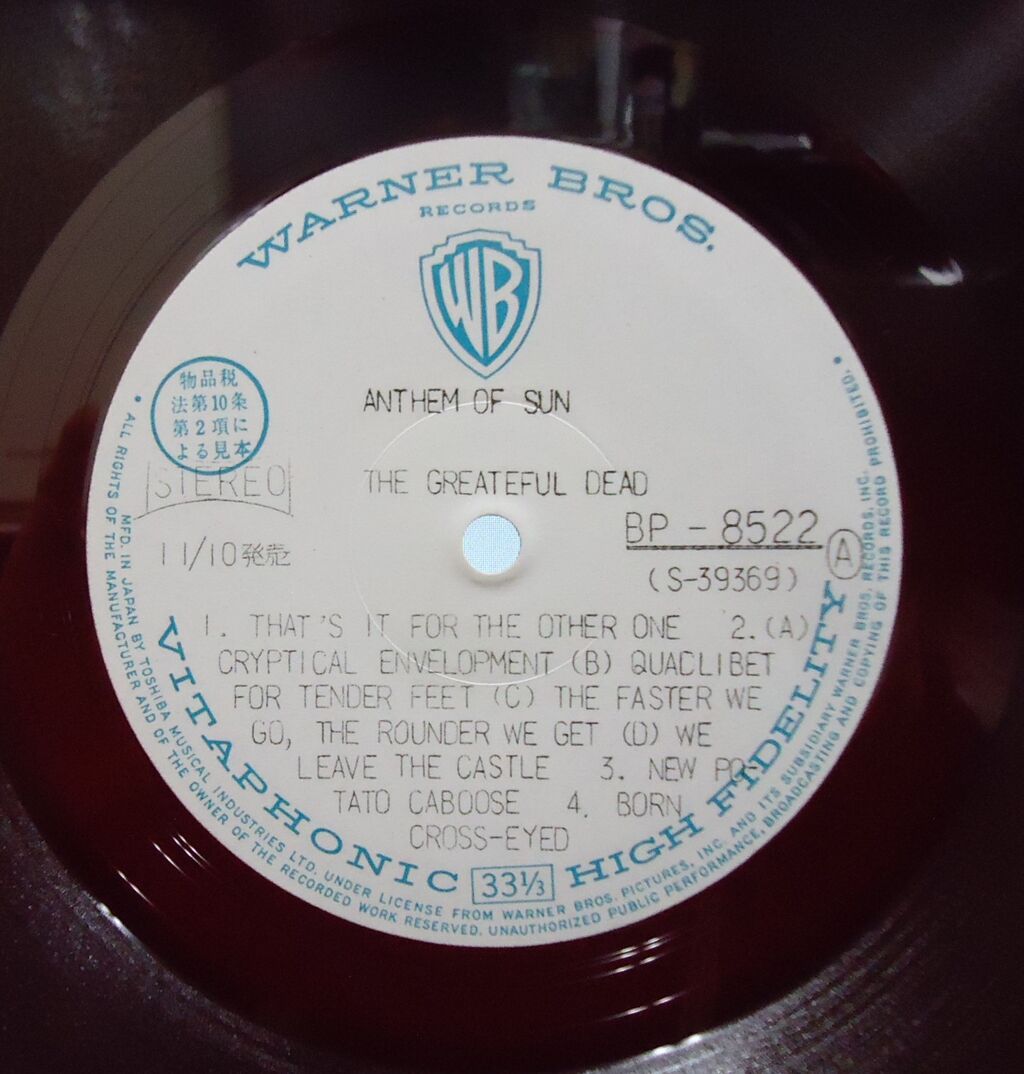 WARNER BROS.
RECORDS
WB
物品税
法第10条
第2項に
よる見本
ANTHEM OF SUN
STEREO
THE GREATEFUL DEAD
BP-8522
A
(S-39369)
11/10発売
1. THAT'S IT FOR THE OTHER ONE 2.(A)
CRYPTICAL ENVELOPMENT (B) QUADLIBET
FOR TENDER FEET (C) THE FASTER WE
GO, THE ROUNDER WE GET (D) WE
LEAVE THE CASTLE 3. NEW PO-
TATO CABOOSE 4. BORN
CROSS-EYED
VITAPHONIC 33⅓ HIGH FIDELITY
MFD. IN JAPAN BY TOSHIBA MUSICAL INDUSTRIES LTD. UNDER LICENSE FROM WARNER BROS. PICTURES, INC. AND ITS SUBSIDIARY WARNER BROS. RECORDS, INC.
• ALL RIGHTS OF THE MANUFACTURER AND OF THE OWNER OF THE RECORDED WORK RESERVED. UNAUTHORIZED PUBLIC PERFORMANCE, BROADCASTING AND COPYING OF THIS RECORD PROHIBITED. •